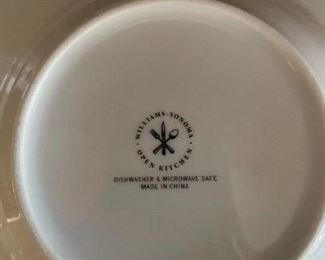 · WILLIAMS-SONOMA ·
OPEN KITCHEN
DISHWASHER & MICROWAVE SAFE
MADE IN CHINA